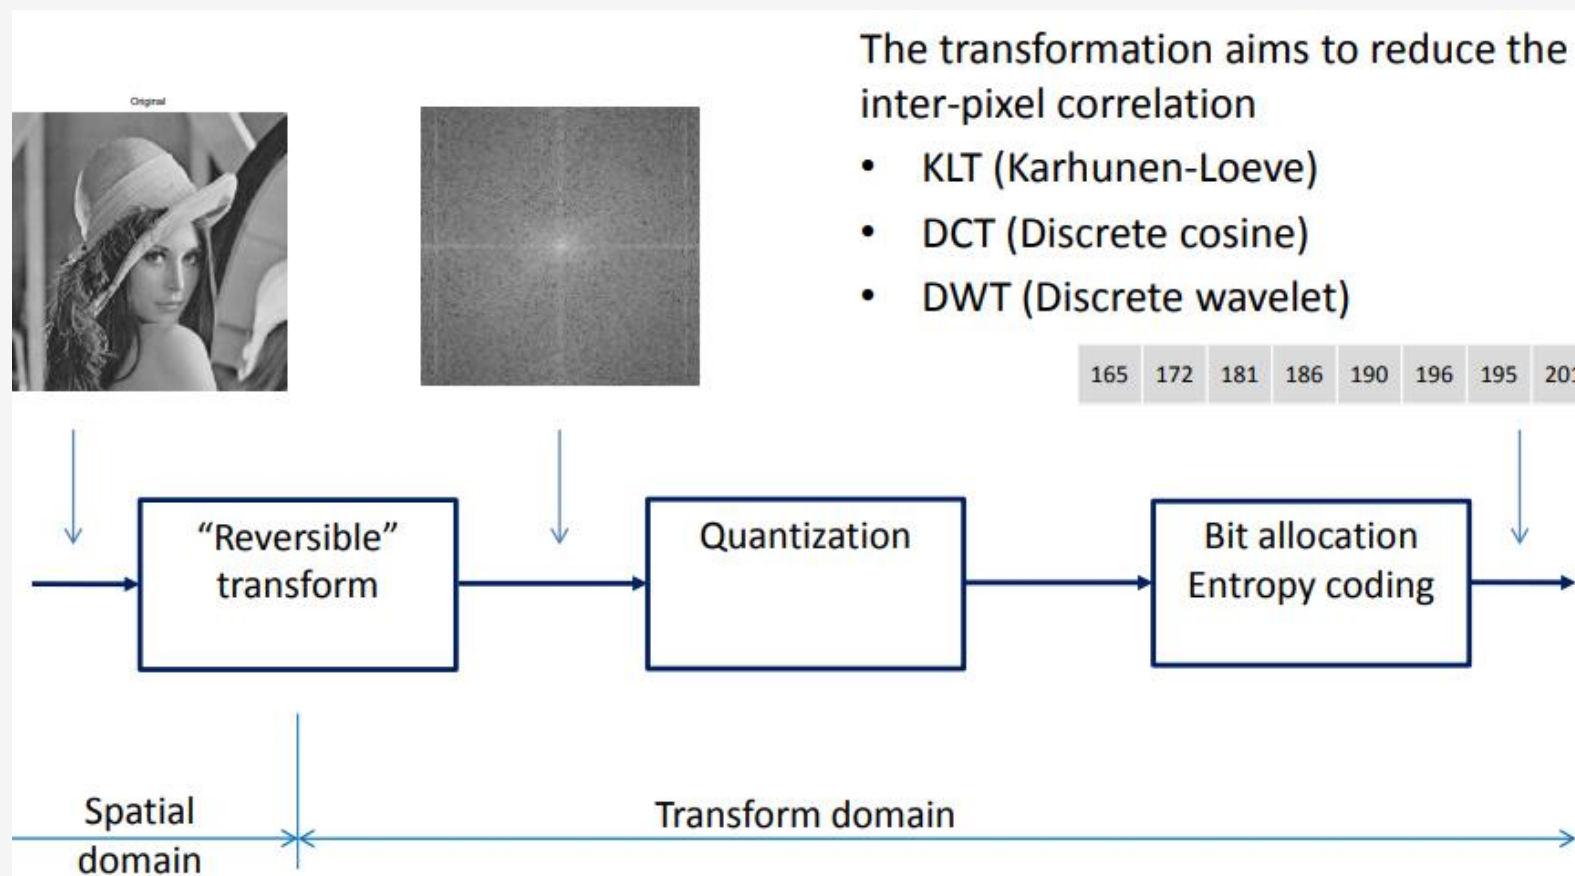 The transformation aims to reduce the
inter-pixel correlation
• KLT (Karhunen-Loeve)
• DCT (Discrete cosine)
• DWT (Discrete wavelet)
Original
165 172 181 186 190 196 195 201
“Reversible”
transform
Quantization
Bit allocation
Entropy coding
Spatial
domain
Transform domain